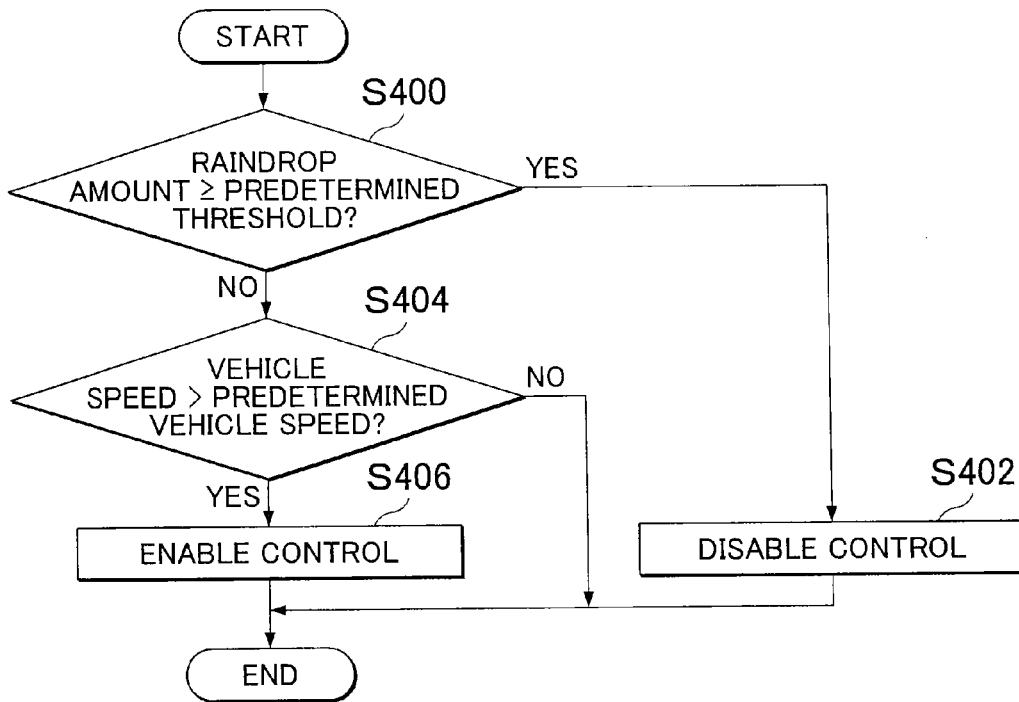 START
S400
RAINDROP
AMOUNT ≥ PREDETERMINED
THRESHOLD?
YES
NO
S404
VEHICLE
SPEED > PREDETERMINED
VEHICLE SPEED?
NO
YES
S406
S402
ENABLE CONTROL
DISABLE CONTROL
END